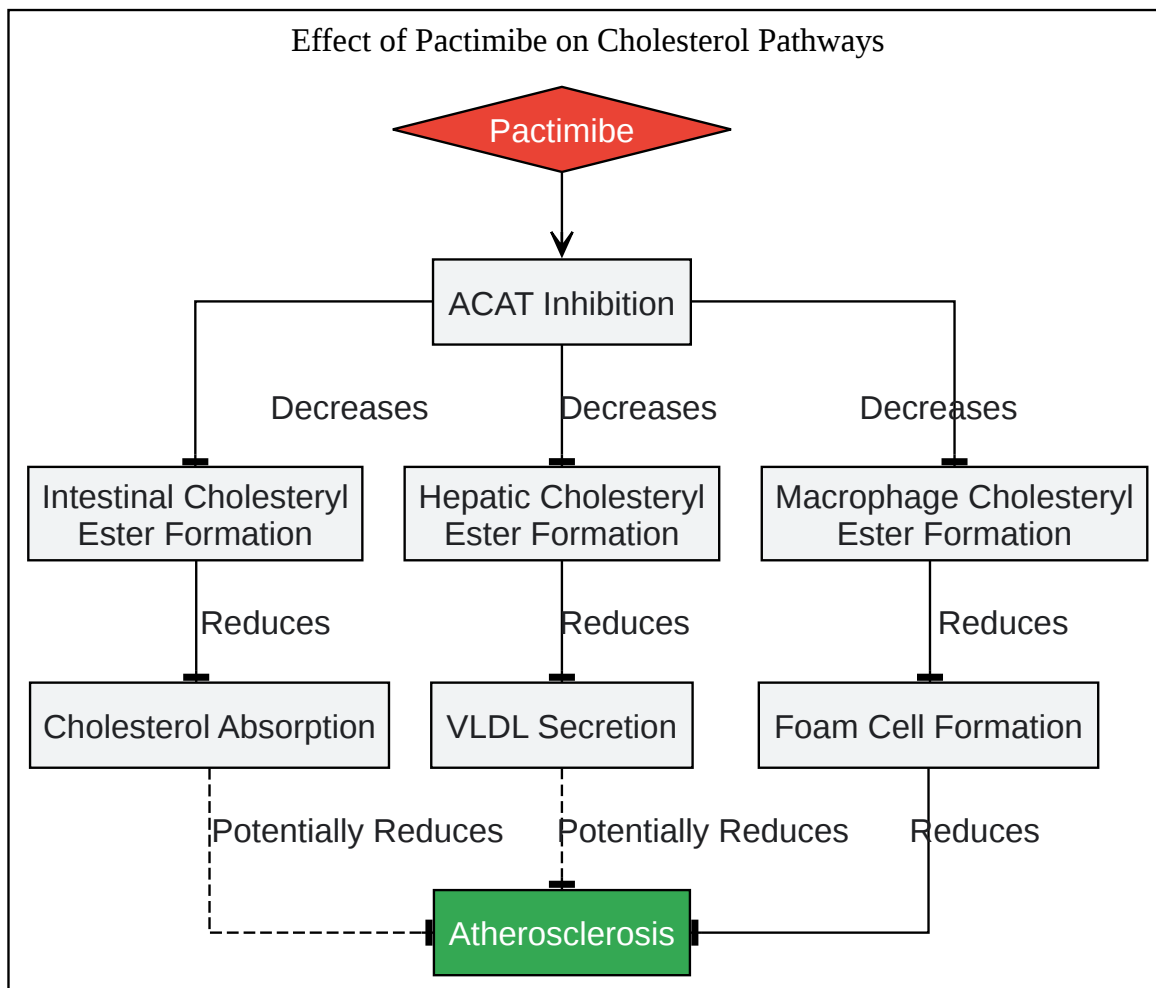 Effect of Pactimibe on Cholesterol Pathways
Pactimibe
ACAT Inhibition
Decreases
Decreases
Decreases
Intestinal Cholesteryl
Ester Formation
Hepatic Cholesteryl
Ester Formation
Macrophage Cholesteryl
Ester Formation
Reduces
Reduces
Reduces
Cholesterol Absorption
VLDL Secretion
Foam Cell Formation
Potentially Reduces
Potentially Reduces
Reduces
Atherosclerosis